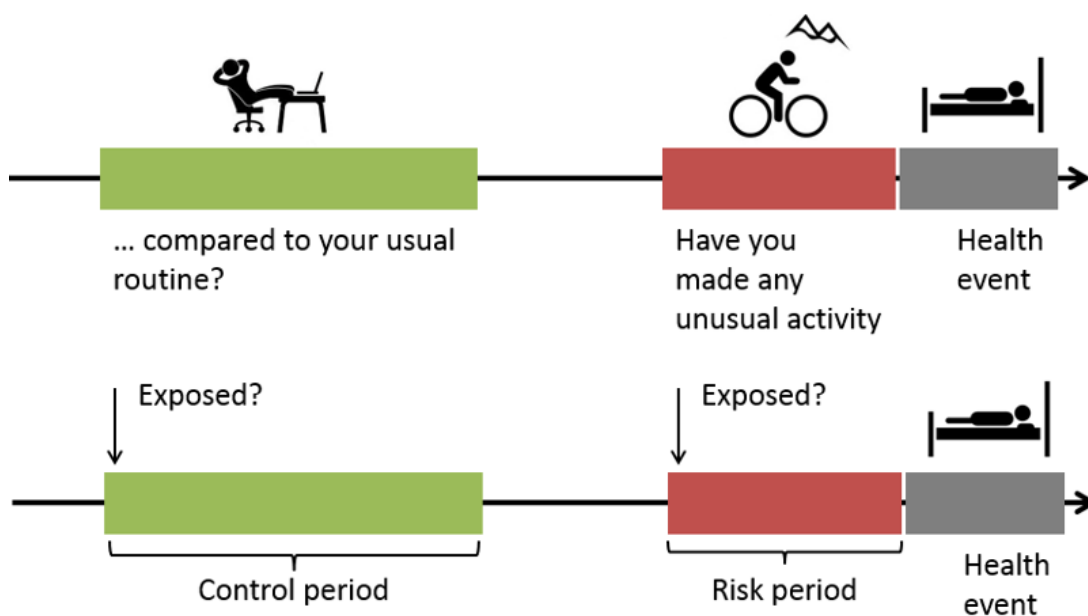 ... compared to your usual
routine?
Have you
made any
unusual activity
Health
event
Exposed?
Exposed?
Control period
Risk period
Health
event